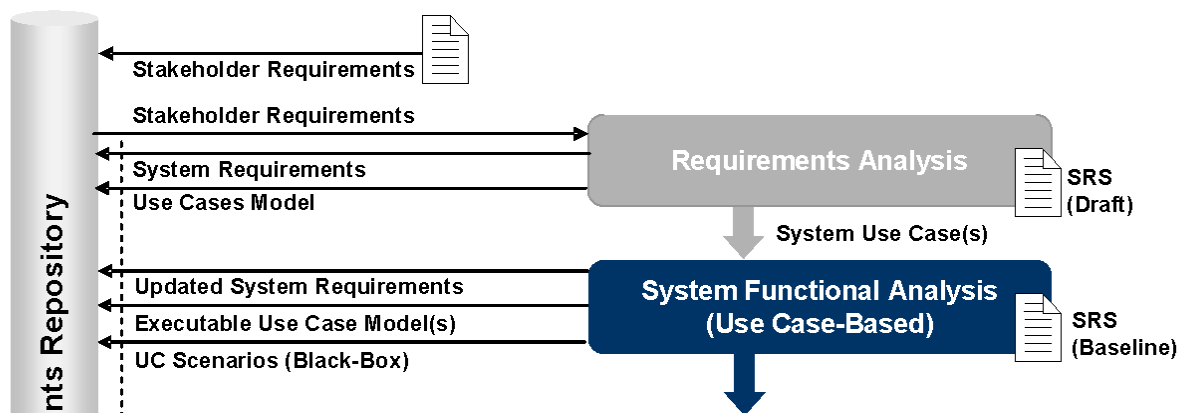 Stakeholder Requirements
Stakeholder Requirements
System Requirements
Use Cases Model
Requirements Analysis
SRS
(Draft)
System Use Case(s)
Updated System Requirements
Executable Use Case Model(s)
UC Scenarios (Black-Box)
System Functional Analysis
(Use Case-Based)
SRS
(Baseline)
nts Repository